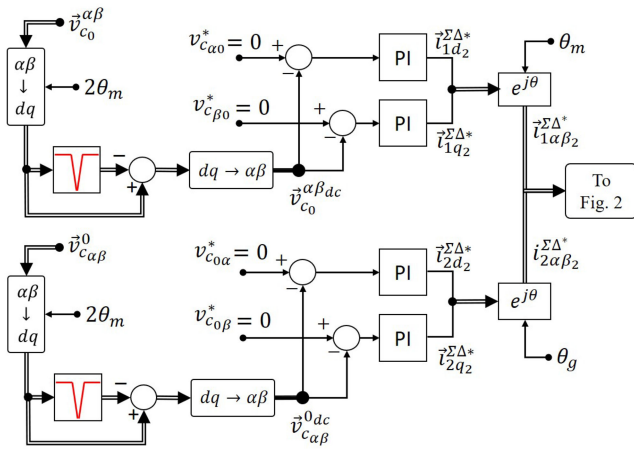 v⃗_{c_0}^{αβ}
αβ
↓
dq
2θ_m
−
+
dq → αβ
v⃗_{c_0}^{αβ_{dc}}
v^*_{c_{α0}} = 0
+
−
PI
i⃗_{1d_2}^{ΣΔ*}
v^*_{c_{β0}} = 0
+
−
PI
i⃗_{1q_2}^{ΣΔ*}
θ_m
e^{jθ}
i⃗_{1αβ_2}^{ΣΔ*}
To
Fig. 2
v⃗_{c_{αβ}}^{0}
αβ
↓
dq
2θ_m
−
+
dq → αβ
v⃗_{c_{αβ}}^{0dc}
v^*_{c_{0α}} = 0
+
−
PI
i⃗_{2d_2}^{ΣΔ*}
v^*_{c_{0β}} = 0
+
−
PI
i⃗_{2q_2}^{ΣΔ*}
i_{2αβ_2}^{ΣΔ*}
e^{jθ}
θ_g